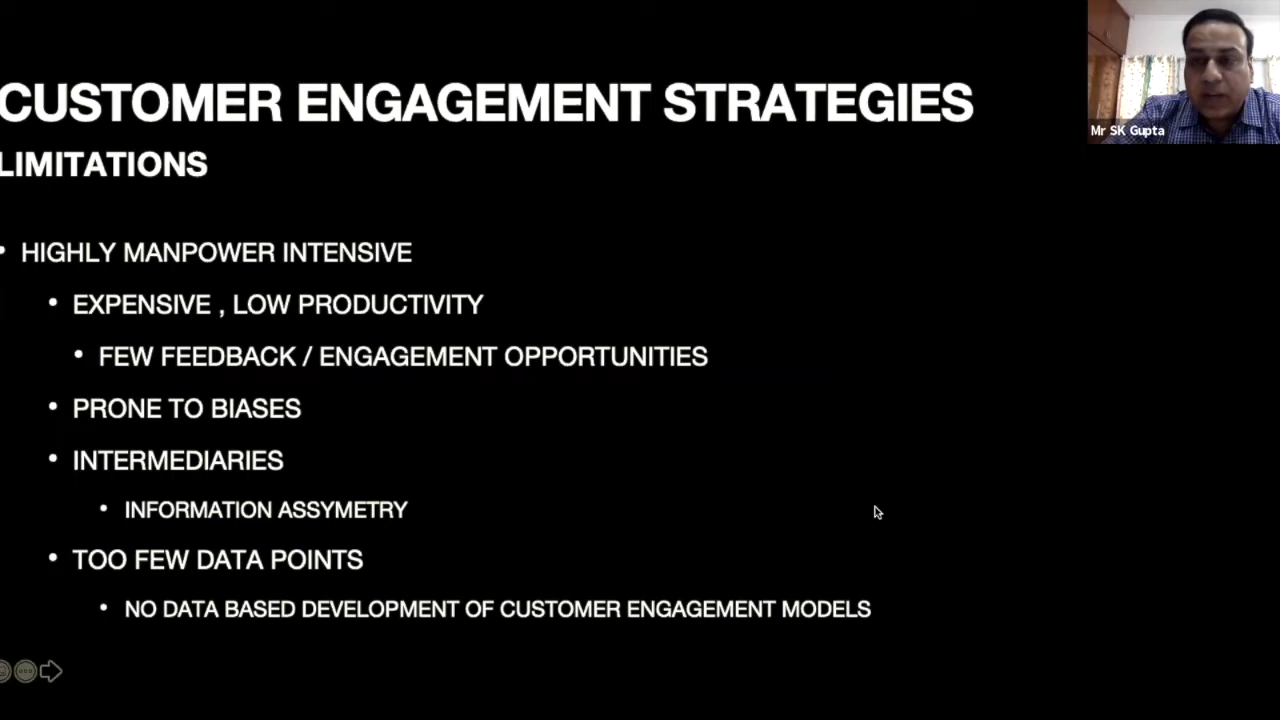 CUSTOMER ENGAGEMENT STRATEGIES
LIMITATIONS
• HIGHLY MANPOWER INTENSIVE
• EXPENSIVE , LOW PRODUCTIVITY
• FEW FEEDBACK / ENGAGEMENT OPPORTUNITIES
• PRONE TO BIASES
• INTERMEDIARIES
• INFORMATION ASSYMETRY
• TOO FEW DATA POINTS
• NO DATA BASED DEVELOPMENT OF CUSTOMER ENGAGEMENT MODELS
Mr SK Gupta